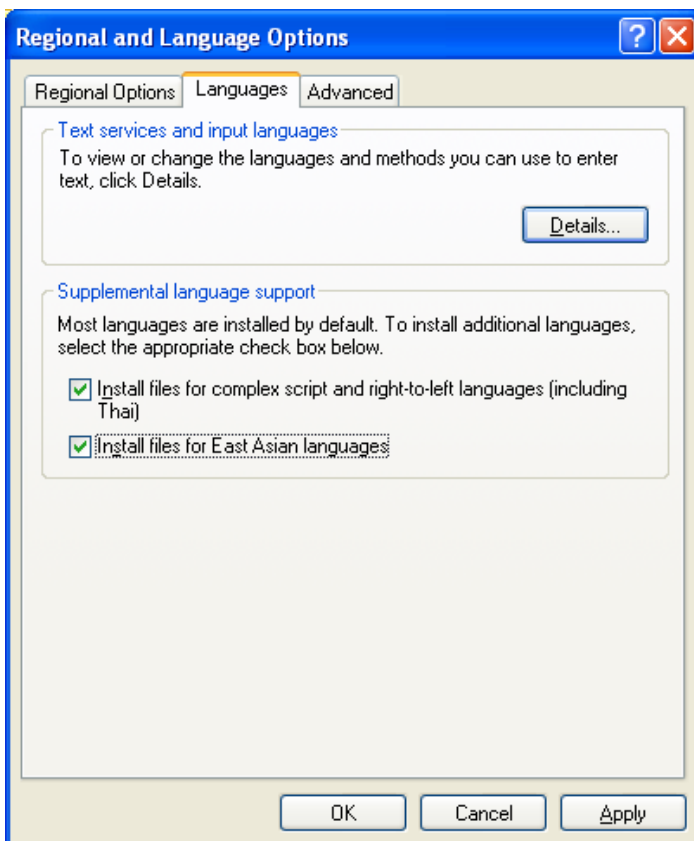 Regional and Language Options
Regional Options Languages Advanced
Text services and input languages
To view or change the languages and methods you can use to enter
text, click Details.
Details...
Supplemental language support
Most languages are installed by default. To install additional languages,
select the appropriate check box below.
Install files for complex script and right-to-left languages (including
Thai)
Install files for East Asian languages
OK Cancel Apply